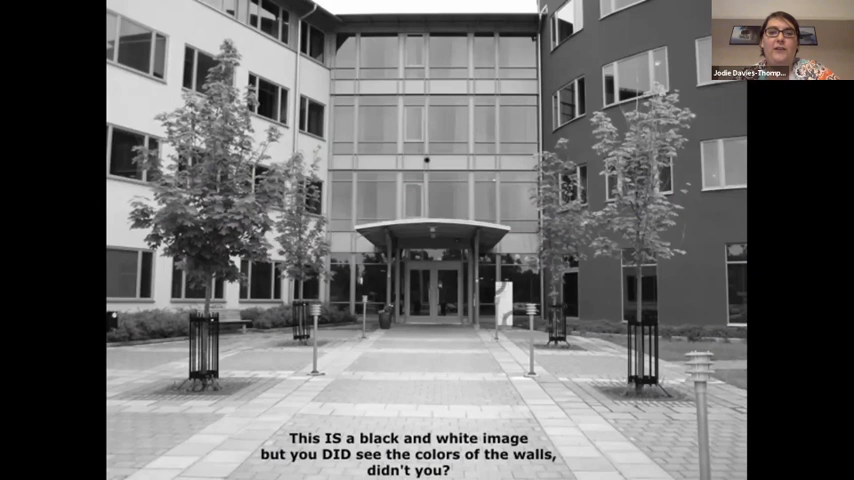 Jodie Davies-Thomp...
This IS a black and white image
but you DID see the colors of the walls,
didn't you?